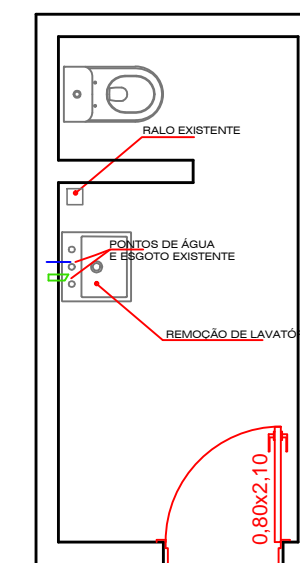 RALO EXISTENTE
PONTOS DE ÁGUA
E ESGOTO EXISTENTE
REMOÇÃO DE LAVATÓ
0,80x2,10